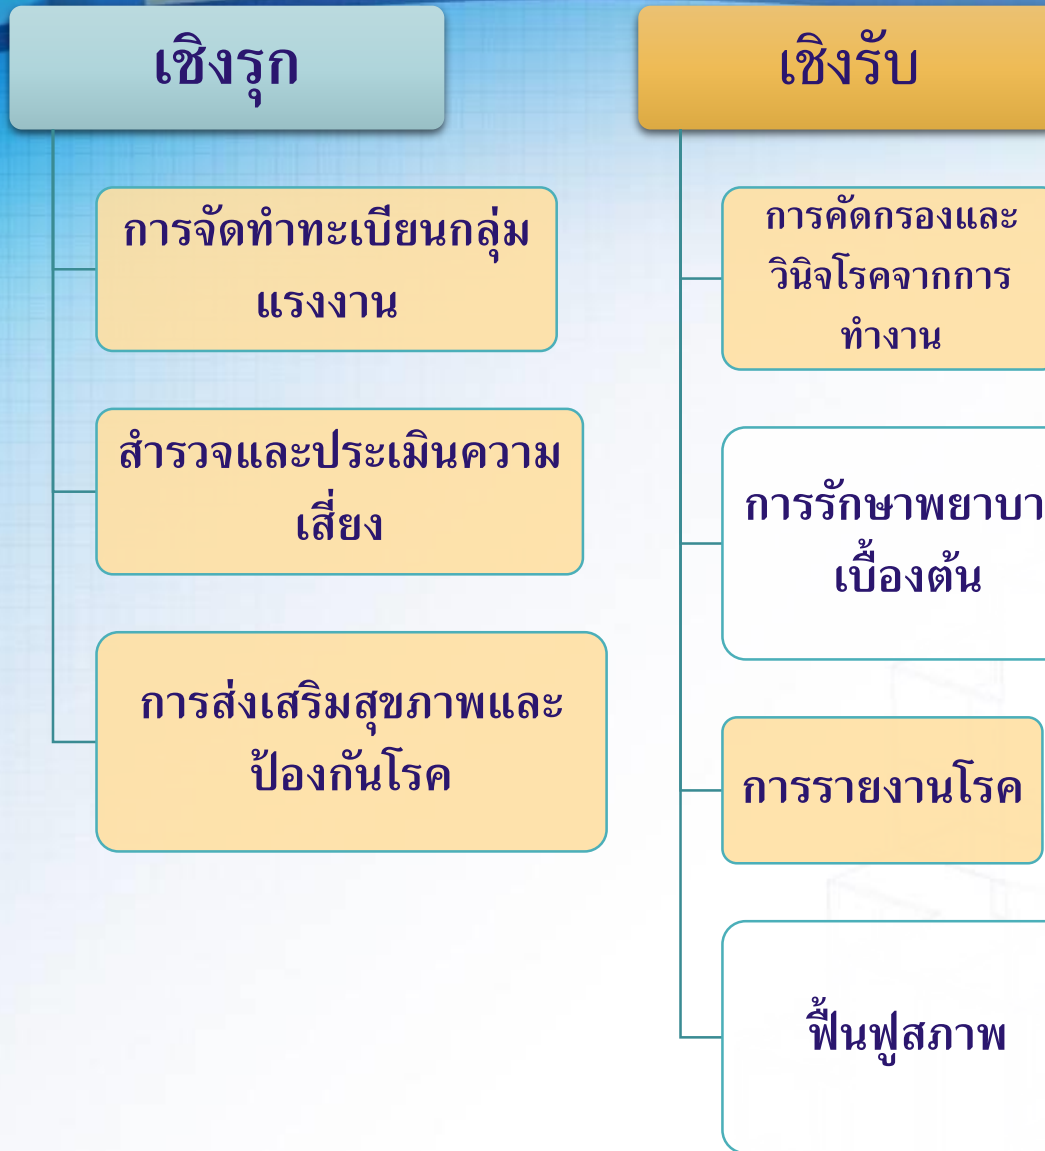 เชิงรุก
การจัดทำทะเบียนกลุ่ม
แรงงาน
สำรวจและประเมินความ
เสี่ยง
การส่งเสริมสุขภาพและ
ป้องกันโรค
เชิงรับ
การคัดกรองและ
วินิจโรคจากการ
ทำงาน
การรักษาพยาบา
เบื้องต้น
การรายงานโรค
ฟื้นฟูสภาพ